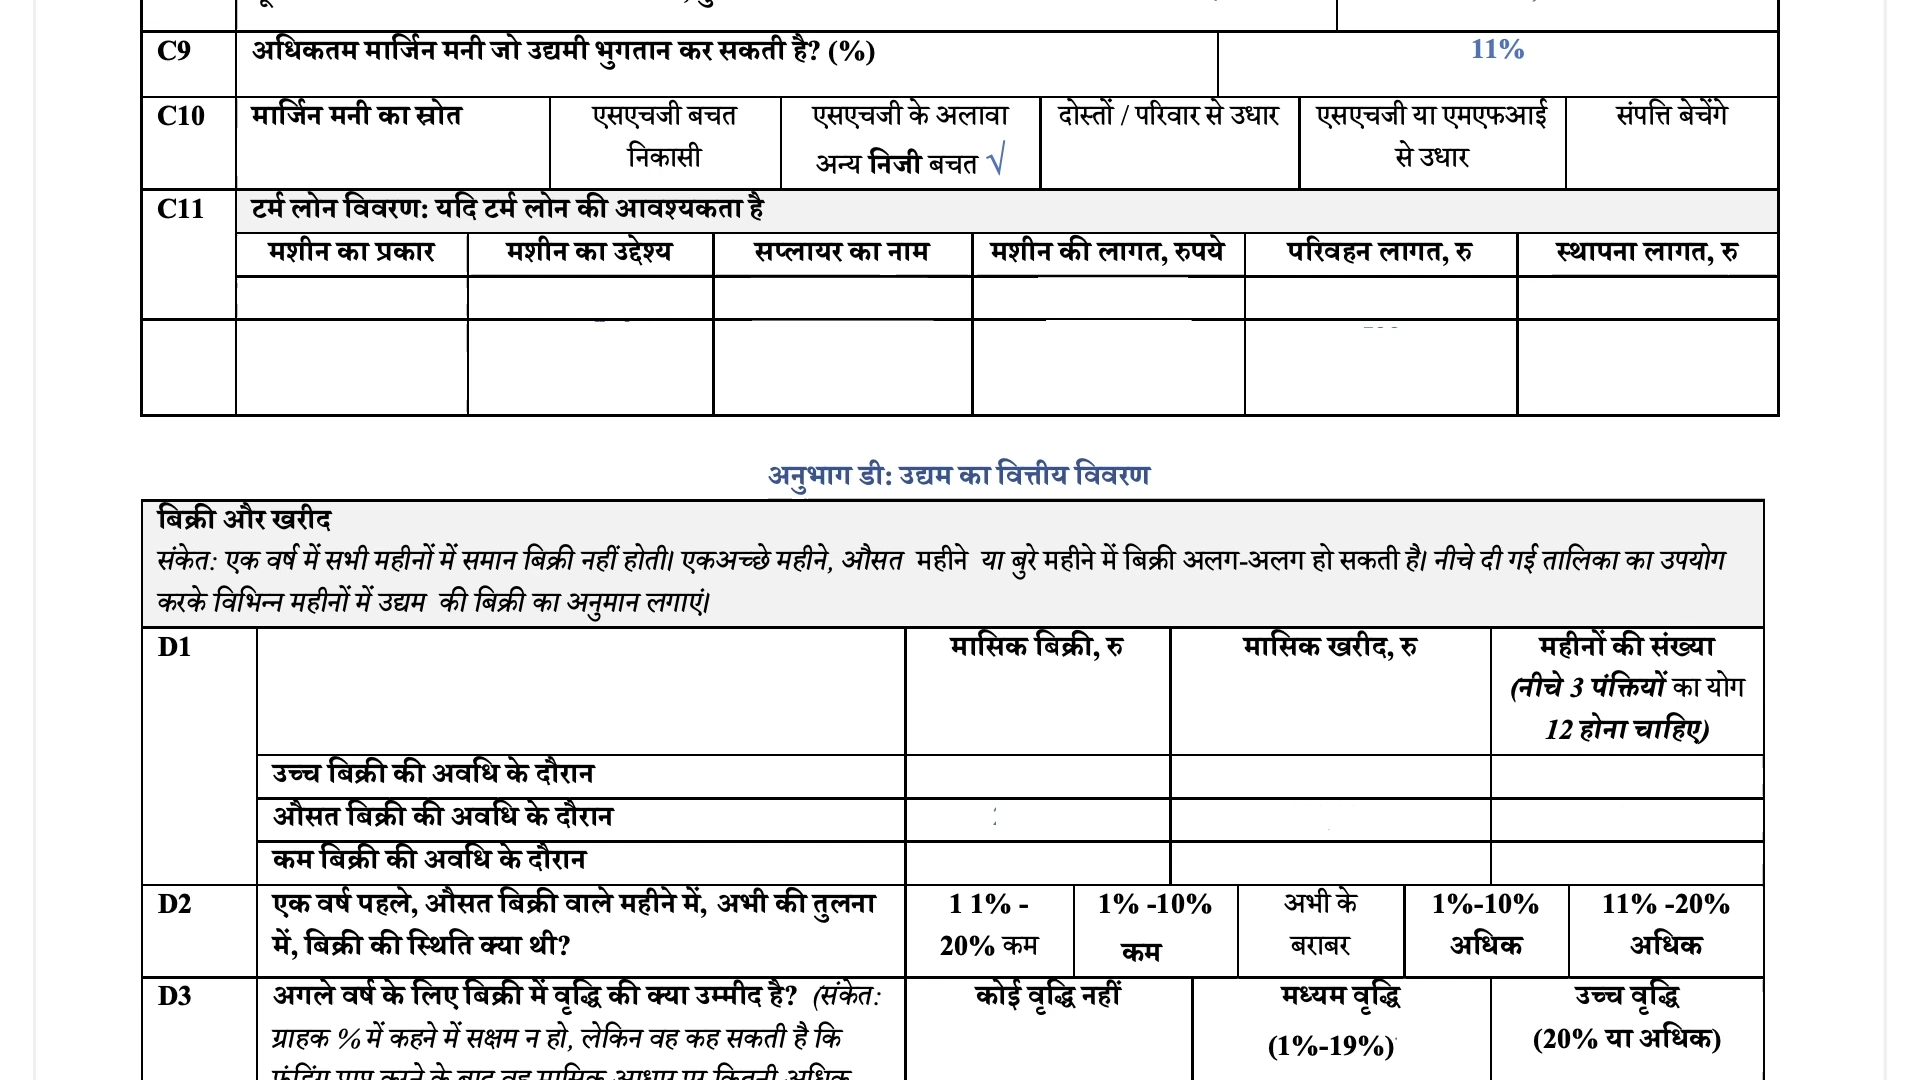 C9 अधिकतम मार्जिन मनी जो उद्यमी भुगतान कर सकती है? (%) 11%
C10 मार्जिन मनी का स्रोत एसएचजी बचत एसएचजी के अलावा दोस्तों / परिवार से उधार एसएचजी या एमएफआई संपत्ति बेचेंगे
निकासी अन्य निजी बचत √ से उधार
C11 टर्म लोन विवरण: यदि टर्म लोन की आवश्यकता है
मशीन का प्रकार मशीन का उद्देश्य सप्लायर का नाम मशीन की लागत, रुपये परिवहन लागत, रु स्थापना लागत, रु
अनुभाग डी: उद्यम का वित्तीय विवरण
बिक्री और खरीद
संकेत: एक वर्ष में सभी महीनों में समान बिक्री नहीं होती। एकअच्छे महीने, औसत महीने या बुरे महीने में बिक्री अलग-अलग हो सकती है। नीचे दी गई तालिका का उपयोग
करके विभिन्न महीनों में उद्यम की बिक्री का अनुमान लगाएं।
D1 मासिक बिक्री, रु मासिक खरीद, रु महीनों की संख्या
(नीचे 3 पंक्तियों का योग
12 होना चाहिए)
उच्च बिक्री की अवधि के दौरान
औसत बिक्री की अवधि के दौरान
कम बिक्री की अवधि के दौरान
D2 एक वर्ष पहले, औसत बिक्री वाले महीने में, अभी की तुलना 1 1% - 1% -10% अभी के 1%-10% 11% -20%
में, बिक्री की स्थिति क्या थी? 20% कम कम बराबर अधिक अधिक
D3 अगले वर्ष के लिए बिक्री में वृद्धि की क्या उम्मीद है? (संकेत: कोई वृद्धि नहीं मध्यम वृद्धि उच्च वृद्धि
ग्राहक % में कहने में सक्षम न हो, लेकिन वह कह सकती है कि (1%-19%) (20% या अधिक)